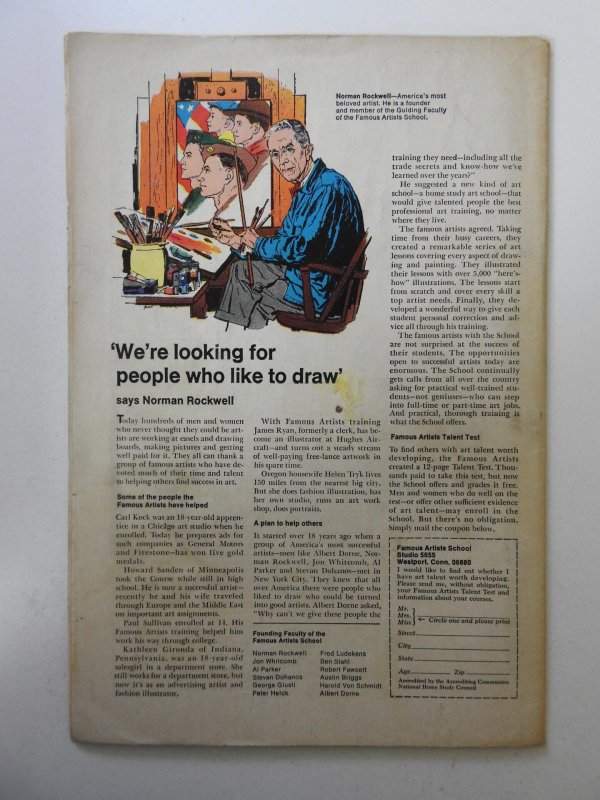 Norman Rockwell—America's most
beloved artist. He is a founder
and member of the Guiding Faculty
of the Famous Artists School.
'We're looking for
people who like to draw'
says Norman Rockwell
Today hundreds of men and women
who never thought they could be art-
ists are working at easels and drawing
boards, making pictures and getting
well paid for it. They all can thank a
group of famous artists who have de-
voted much of their time and talent
to helping others find success in art.
Some of the people the
Famous Artists have helped
Carl Kock was an 18-year-old appren-
tice in a Chicago art studio when he
enrolled. Today he prepares ads for
such companies as General Motors
and Firestone—has won five gold
medals.
Howard Sanden of Minneapolis
took the Course while still in high
school. He is now a successful artist—
recently he and his wife traveled
through Europe and the Middle East
on important art assignments.
Paul Sullivan enrolled at 14. His
Famous Artists training helped him
work his way through college.
Kathleen Gironda of Indiana,
Pennsylvania, was an 18-year-old
salesgirl in a department store. She
still works for a department store, but
now it's as an advertising artist and
fashion illustrator.
With Famous Artists training
James Ryan, formerly a clerk, has be-
come an illustrator at Hughes Air-
craft—and turns out a steady stream
of well-paying free-lance artwork in
his spare time.
Oregon housewife Helen Tryk lives
150 miles from the nearest big city.
But she does fashion illustration, has
her own studio, runs an art work
shop, does portraits.
A plan to help others
It started over 18 years ago when a
group of America's most successful
artists—men like Albert Dorne, Nor-
man Rockwell, Jon Whitcomb, Al
Parker and Stevan Dohanos—met in
New York City. They knew that all
over America there were people who
liked to draw who could be turned
into good artists. Albert Dorne asked,
"Why can't we give these people the
Founding Faculty of the
Famous Artists School
Norman Rockwell
Jon Whitcomb
Al Parker
Stevan Dohanos
George Giusti
Peter Helck
Fred Ludekens
Ben Stahl
Robert Fawcett
Austin Briggs
Harold Von Schmidt
Albert Dorne
training they need—including all the
trade secrets and know-how we've
learned over the years?"
He suggested a new kind of art
school—a home study art school—that
would give talented people the best
professional art training, no matter
where they live.
The famous artists agreed. Taking
time from their busy careers, they
created a remarkable series of art
lessons covering every aspect of draw-
ing and painting. They illustrated
their lessons with over 5,000 "here's-
how" illustrations. The lessons start
from scratch and cover every skill a
top artist needs. Finally, they de-
veloped a wonderful way to give each
student personal correction and ad-
vice all through his training.
The famous artists with the School
are not surprised at the success of
their students. The opportunities
open to successful artists today are
enormous. The School continually
gets calls from all over the country
asking for practical well-trained stu-
dents—not geniuses—who can step
into full-time or part-time art jobs.
And practical, thorough training is
what the School offers.
Famous Artists Talent Test
To find others with art talent worth
developing, the Famous Artists
created a 12-page Talent Test. Thou-
sands paid to take this test, but now
the School offers and grades it free.
Men and women who do well on the
test—or offer other sufficient evidence
of art talent—may enroll in the
School. But there's no obligation.
Simply mail the coupon below.
Famous Artists School
Studio 5655
Westport, Conn. 06880
I would like to find out whether I
have art talent worth developing.
Please send me, without obligation,
your Famous Artists Talent Test and
information about your courses.
Mr.
Mrs.
Miss ← Circle one and please print
Street
City
State
Age Zip
Accredited by the Accrediting Commission
National Home Study Council